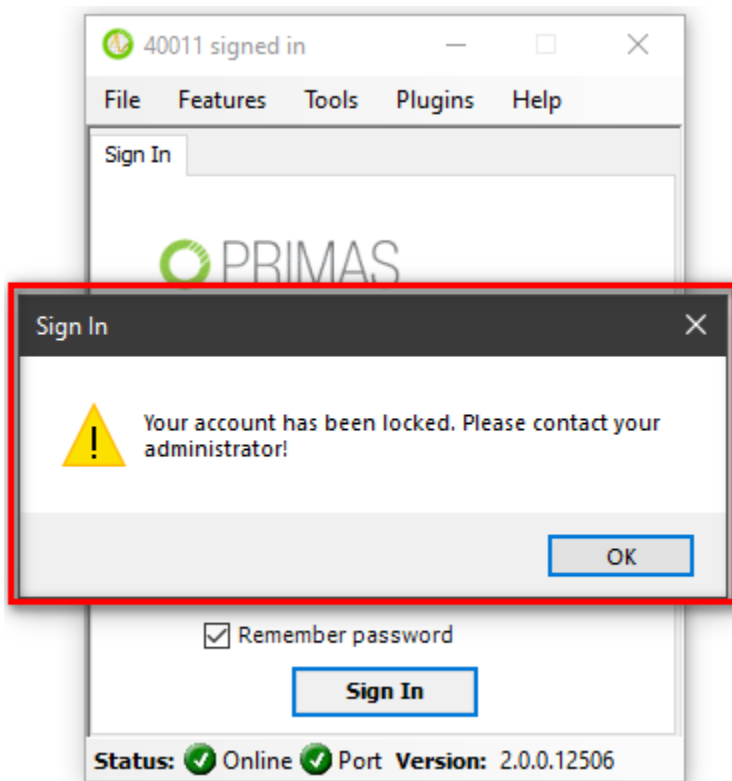 40011 signed in
File Features Tools Plugins Help
Sign In
PRIMAS
Sign In
Your account has been locked. Please contact your
administrator!
OK
Remember password
Sign In
Status: Online Port Version: 2.0.0.12506